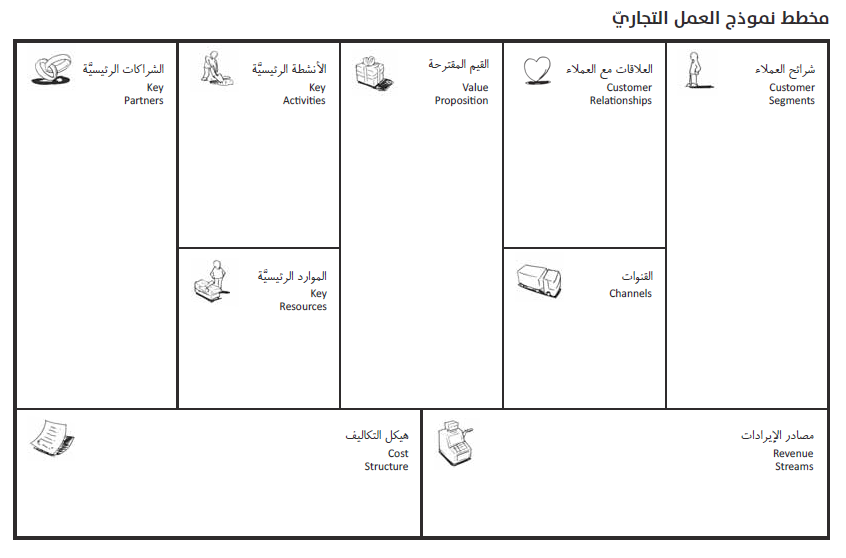 مخطط نموذج العمل التجاريّ
شرائح العملاء
Customer
Segments
العلاقات مع العملاء
Customer
Relationships
القيم المقترحة
Value
Proposition
الأنشطة الرئيسيَّة
Key
Activities
الشراكات الرئيسيَّة
Key
Partners
القنوات
Channels
الموارد الرئيسيَّة
Key
Resources
مصادر الإيرادات
Revenue
Streams
هيكل التكاليف
Cost
Structure